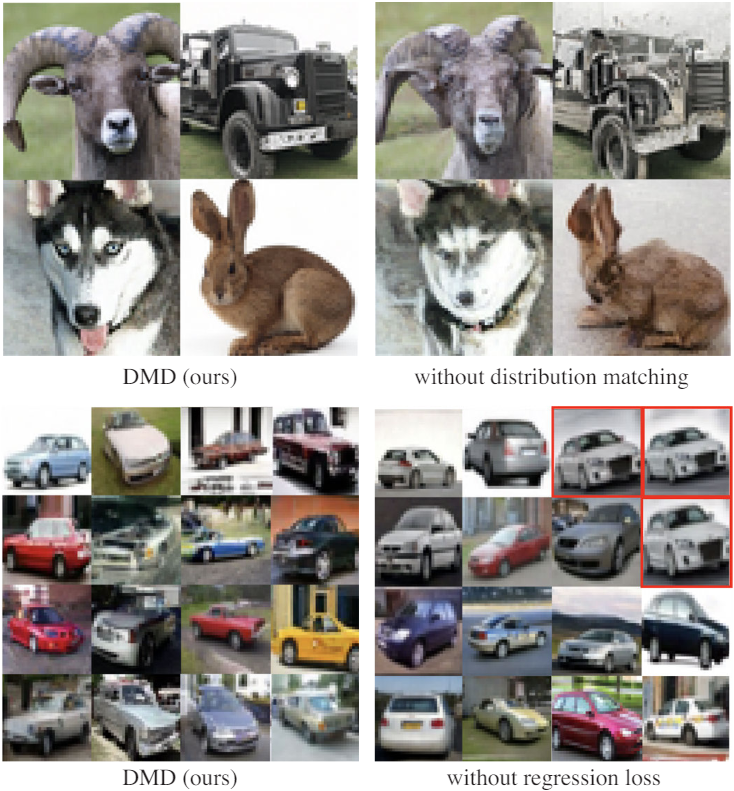 DMD (ours)
without distribution matching
DMD (ours)
without regression loss